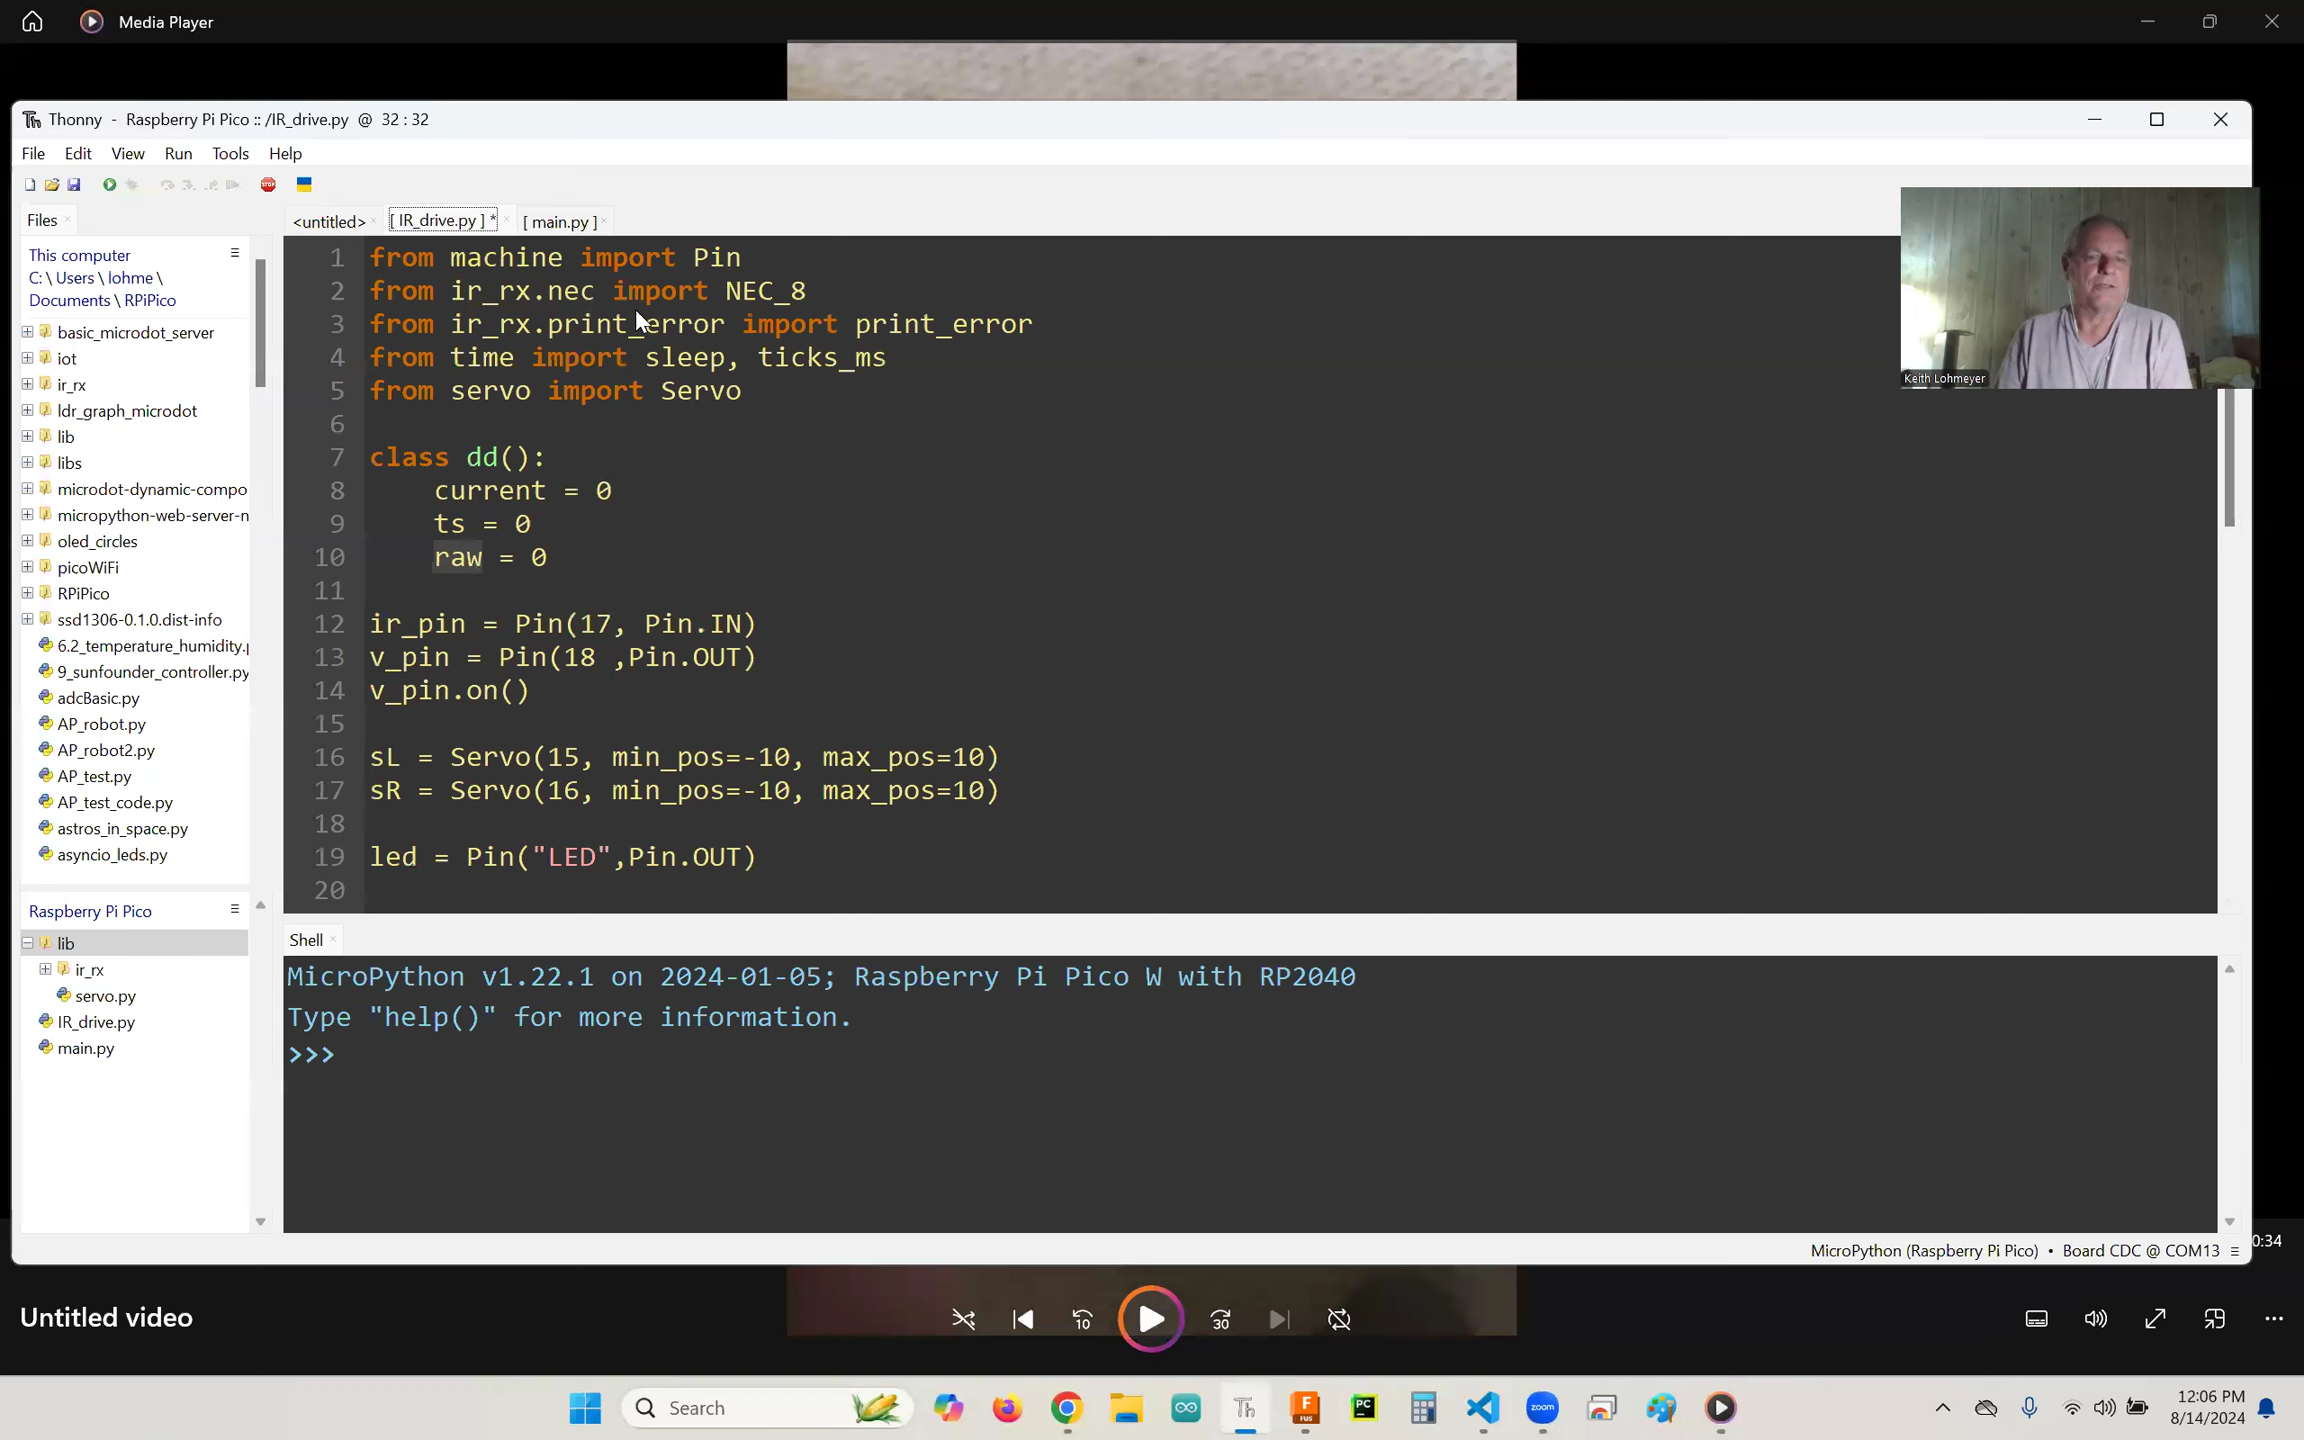 Media Player
Thonny - Raspberry Pi Pico :: /IR_drive.py @ 32 : 32
File Edit View Run Tools Help
Files
<untitled> [ IR_drive.py ] * [ main.py ]
This computer
C: \ Users \ lohme \
Documents \ RPiPico
basic_microdot_server
iot
ir_rx
ldr_graph_microdot
lib
libs
microdot-dynamic-compo
micropython-web-server-n
oled_circles
picoWiFi
RPiPico
ssd1306-0.1.0.dist-info
6.2_temperature_humidity.
9_sunfounder_controller.py
adcBasic.py
AP_robot.py
AP_robot2.py
AP_test.py
AP_test_code.py
astros_in_space.py
asyncio_leds.py
Raspberry Pi Pico
lib
ir_rx
servo.py
IR_drive.py
main.py
1 from machine import Pin
2 from ir_rx.nec import NEC_8
3 from ir_rx.print_error import print_error
4 from time import sleep, ticks_ms
5 from servo import Servo
6
7 class dd():
8     current = 0
9     ts = 0
10     raw = 0
11
12 ir_pin = Pin(17, Pin.IN)
13 v_pin = Pin(18 ,Pin.OUT)
14 v_pin.on()
15
16 sL = Servo(15, min_pos=-10, max_pos=10)
17 sR = Servo(16, min_pos=-10, max_pos=10)
18
19 led = Pin("LED",Pin.OUT)
20
Keith Lohmeyer
Shell
MicroPython v1.22.1 on 2024-01-05; Raspberry Pi Pico W with RP2040
Type "help()" for more information.
>>>
MicroPython (Raspberry Pi Pico) • Board CDC @ COM13
0:34
Untitled video
10
30
Search
Th
F
FUS
PC
zoom
12:06 PM
8/14/2024